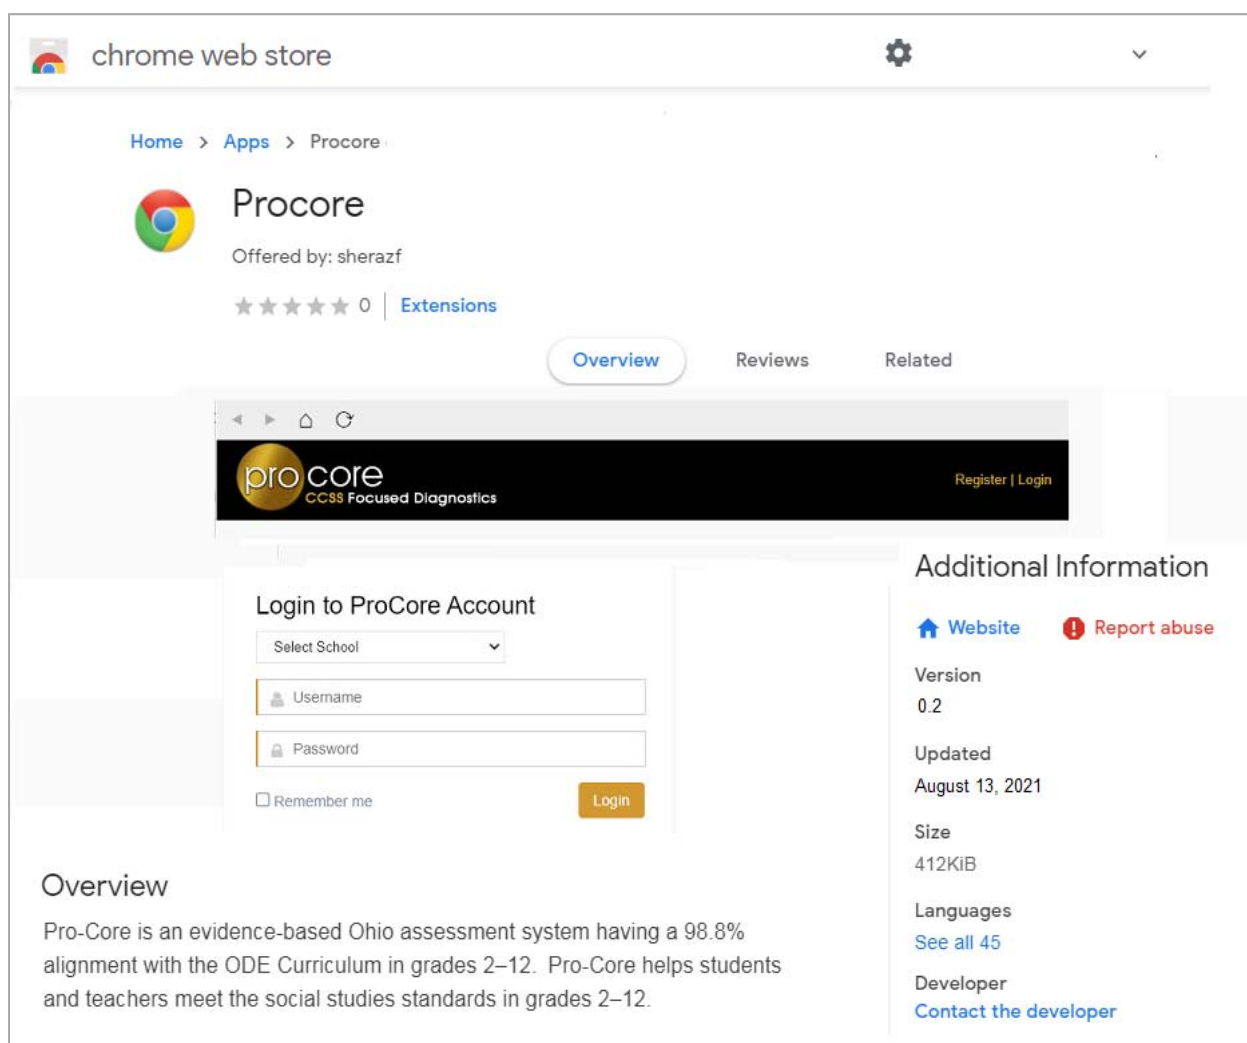 chrome web store
Home > Apps > Procore
Procore
Offered by: sherazf
0 | Extensions
Overview Reviews Related
pro core
CCSS Focused Diagnostics
Register | Login
Login to ProCore Account
Select School
Username
Password
Remember me Login
Additional Information
Website Report abuse
Version
0.2
Updated
August 13, 2021
Size
412KiB
Languages
See all 45
Developer
Contact the developer
Overview
Pro-Core is an evidence-based Ohio assessment system having a 98.8%
alignment with the ODE Curriculum in grades 2–12. Pro-Core helps students
and teachers meet the social studies standards in grades 2–12.